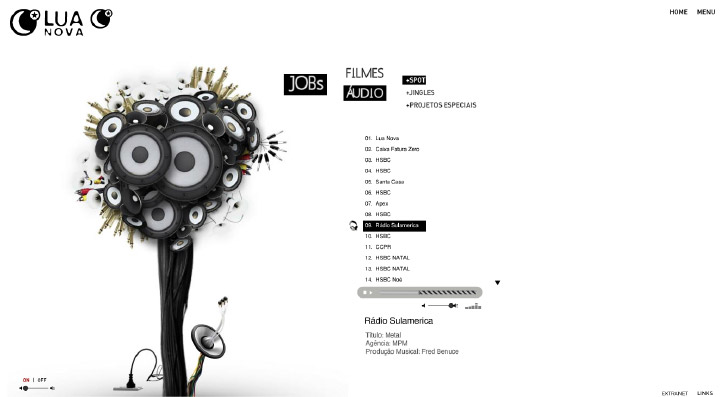 LUA
NOVA
HOME MENU
JOBs
FILMES
ÁUDIO
+SPOT
+JINGLES
+PROJETOS ESPECIAIS
01. Lua Nova
02. Caiva Fatura Zero
03. HSBC
04. HSBC
05. Santa Casa
06. HSBC
07. Apex
08. HSBC
09. Rádio Sulamerica
10. HSBC
11. CCPR
12. HSBC NATAL
13. HSBC NATAL
14. HSBC Noé
Rádio Sulamerica
Título: Metal
Agência: MPM
Produção Musical: Fred Benuce
ON | OFF
EXTRANET LINKS